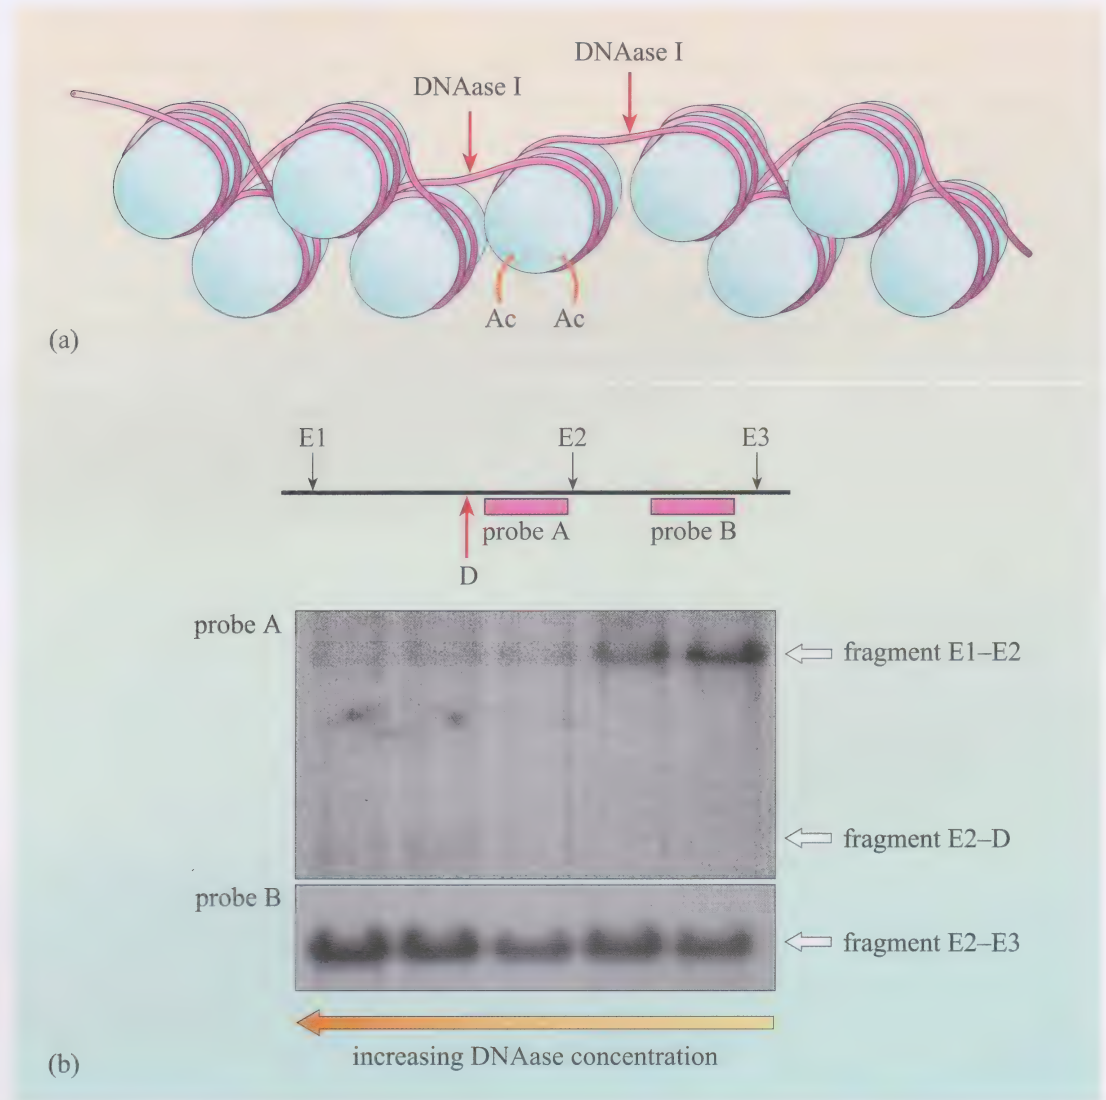 DNAase I
DNAase I
Ac Ac
(a)
E1 E2 E3
probe A probe B
D
probe A
fragment E1–E2
fragment E2–D
probe B
fragment E2–E3
increasing DNAase concentration
(b)